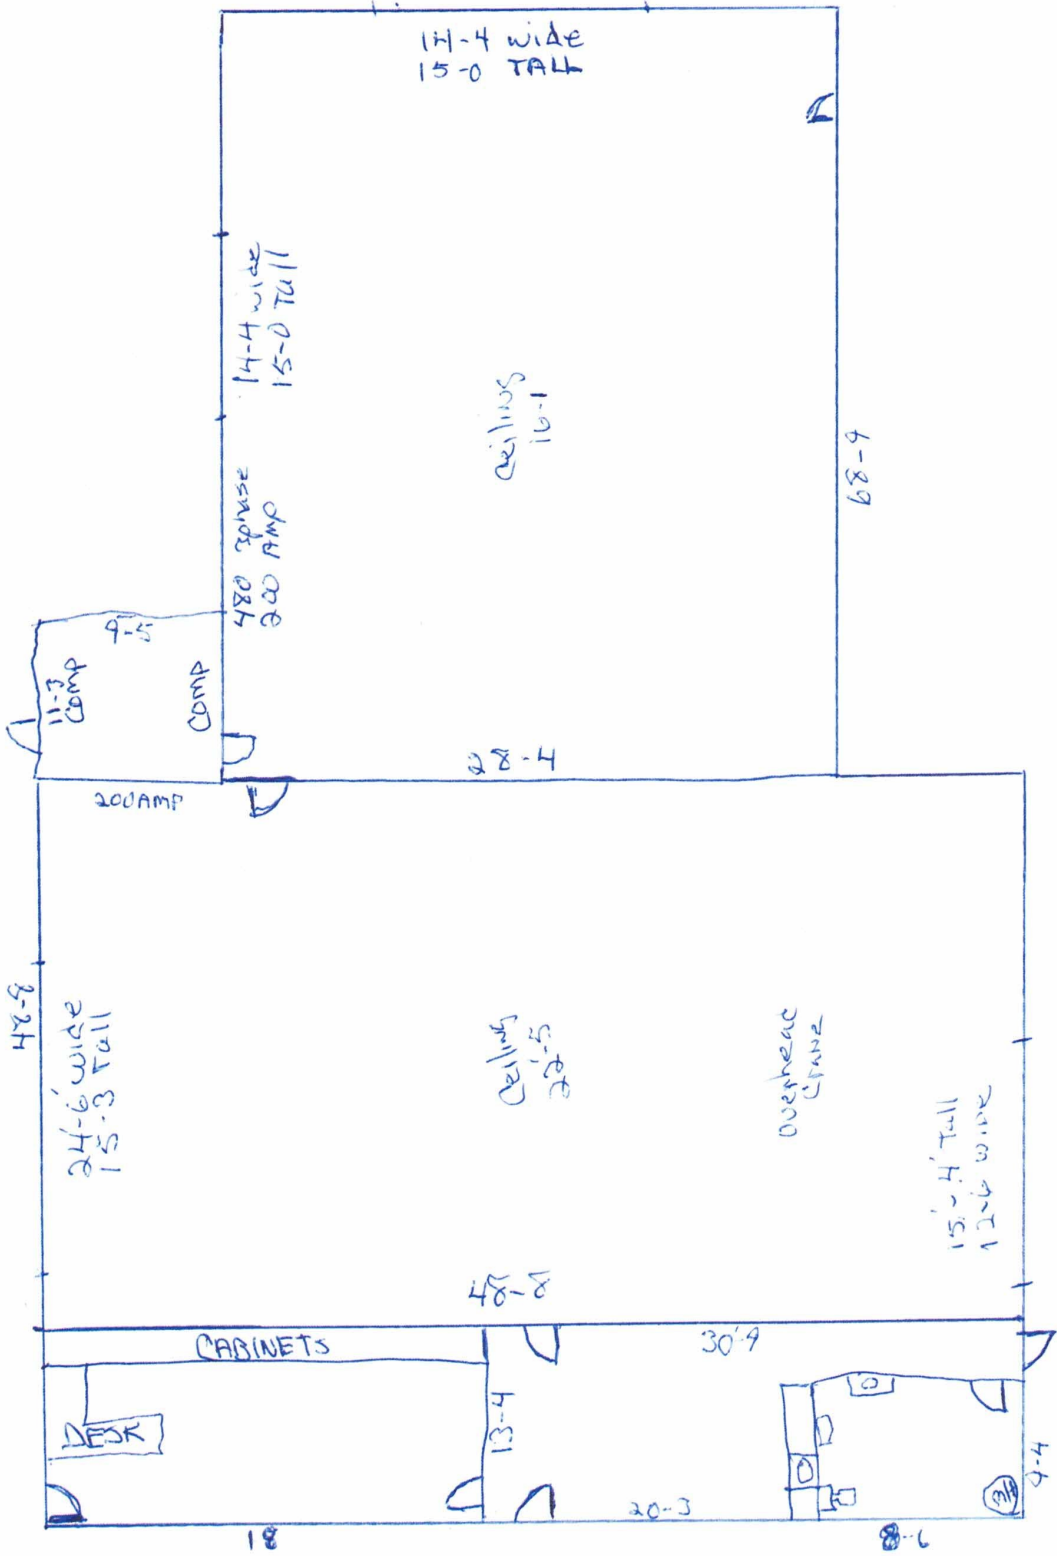 14-4 wide
15-0 TALL
14-4 wide
15-0 Tall
Ceiling
16-1
68-9
480 3phase
200 AMP
9-5
11-3
COMP
COMP
28-4
200AMP
48-8
24'-6' wide
15-3 Tall
Ceiling
22'-5
overheac
crane
15'-4' Tall
12-6 wide
48-8
CABINETS
30'-9
DESK
13-4
20-3
9-4
18
8-6